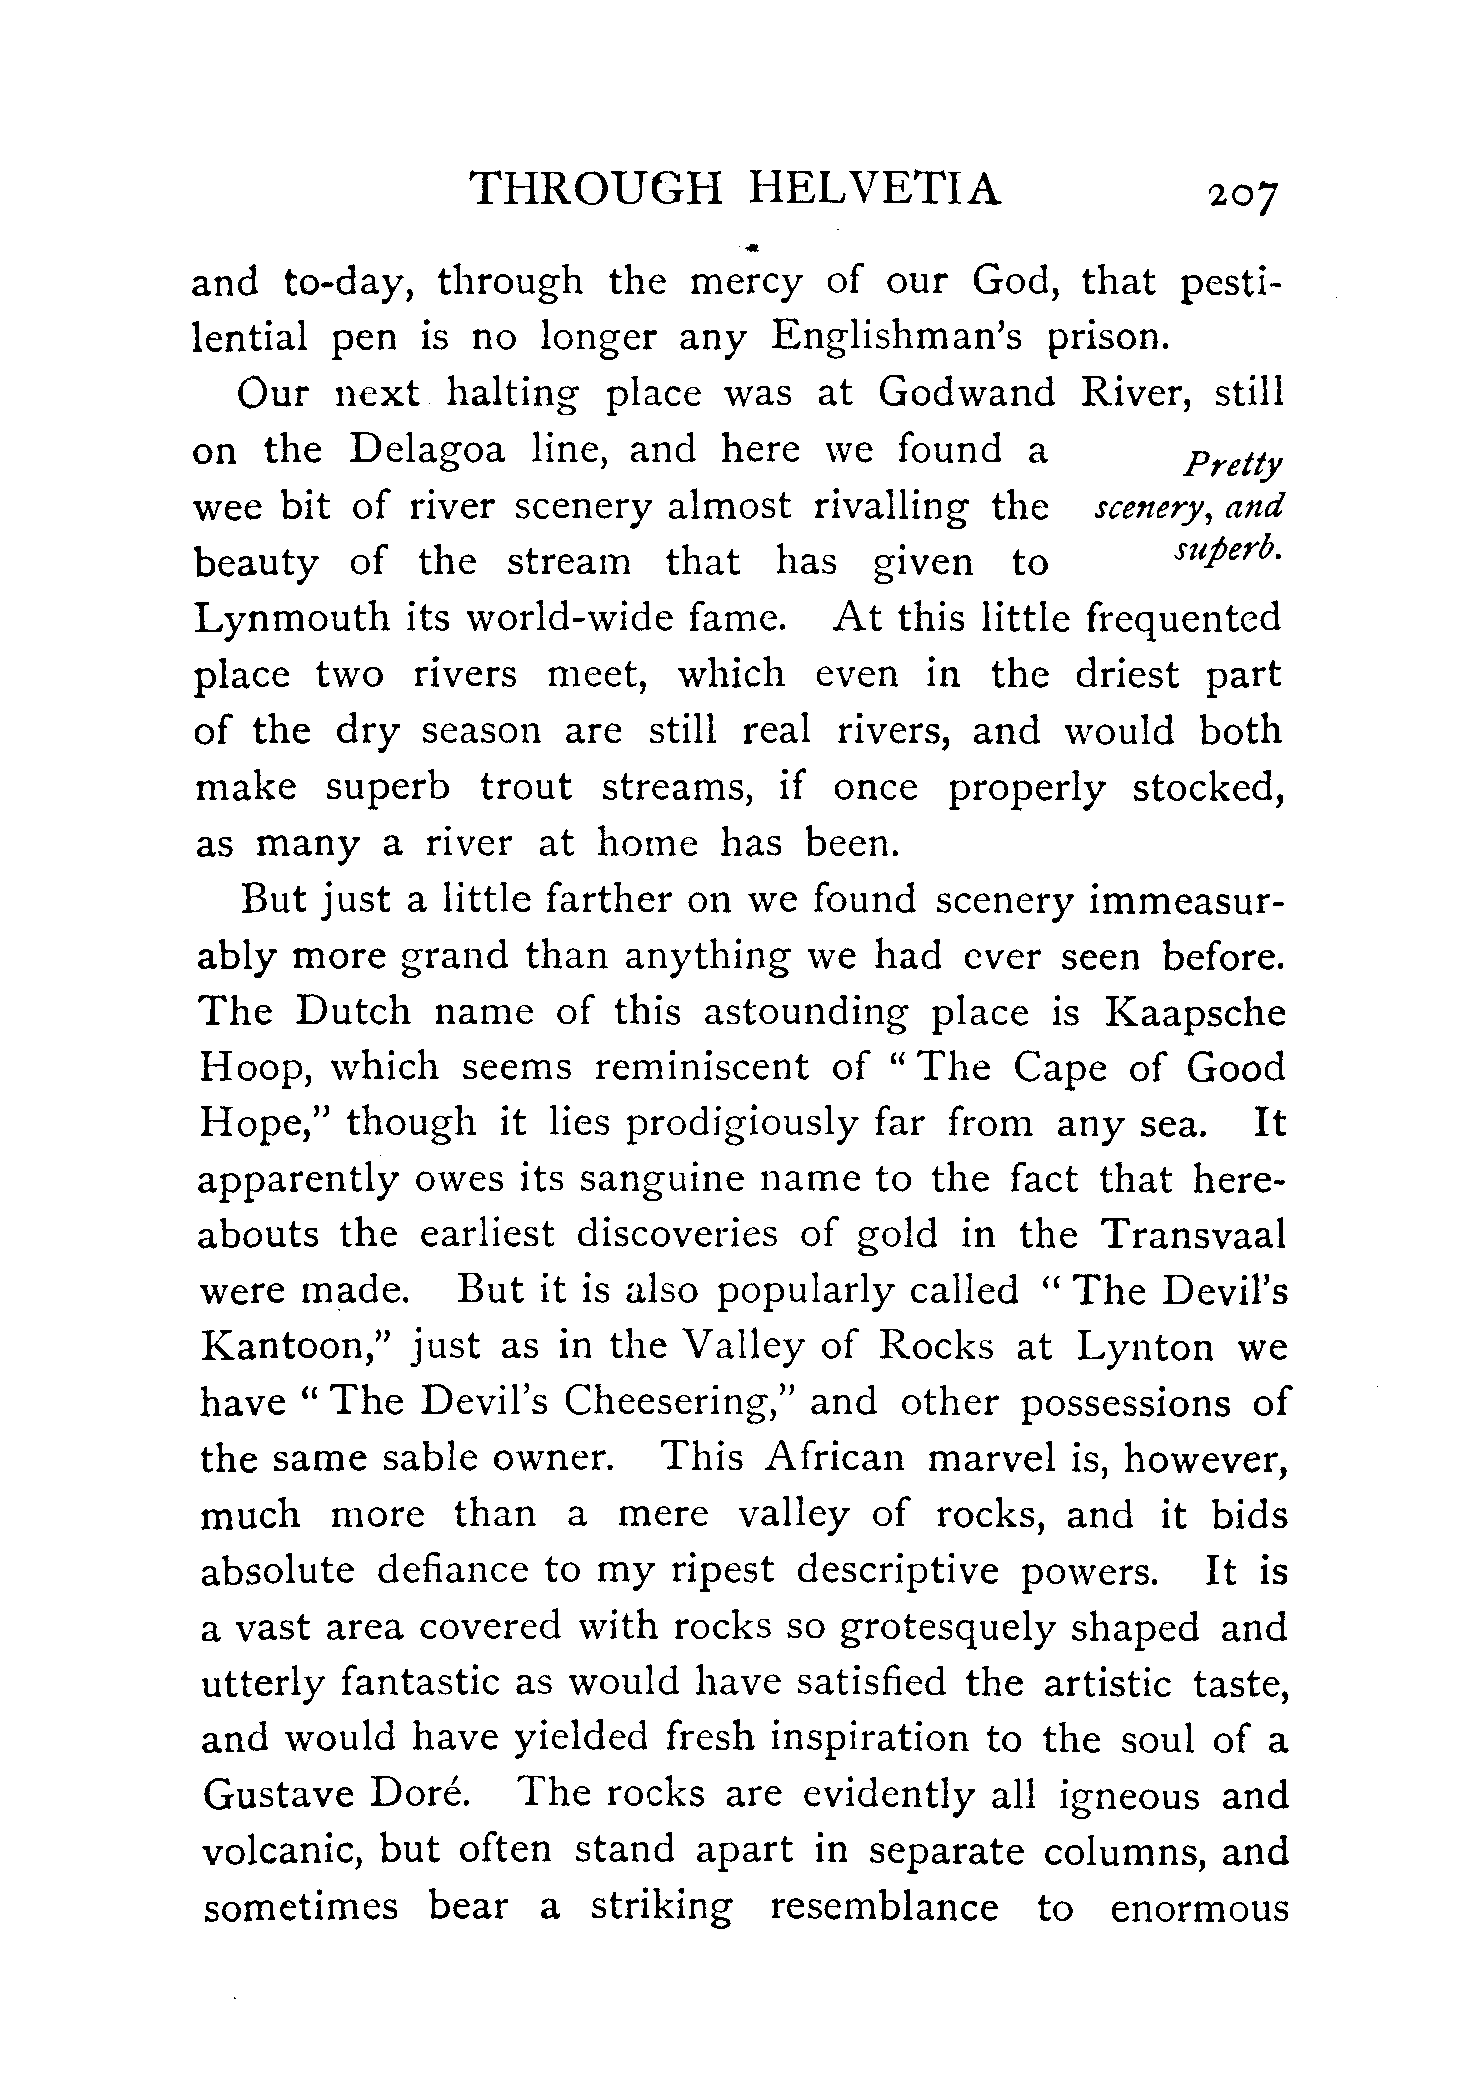 THROUGH HELVETIA 207
and to-day, through the mercy of our God, that pesti-
lential pen is no longer any Englishman's prison.
Our next halting place was at Godwand River, still
on the Delagoa line, and here we found a
wee bit of river scenery almost rivalling the
beauty of the stream that has given to
Pretty
scenery, and
superb.
Lynmouth its world-wide fame. At this little frequented
place two rivers meet, which even in the driest part
of the dry season are still real rivers, and would both
make superb trout streams, if once properly stocked,
as many a river at home has been.
But just a little farther on we found scenery immeasur-
ably more grand than anything we had ever seen before.
The Dutch name of this astounding place is Kaapsche
Hoop, which seems reminiscent of “The Cape of Good
Hope,” though it lies prodigiously far from any sea. It
apparently owes its sanguine name to the fact that here-
abouts the earliest discoveries of gold in the Transvaal
were made. But it is also popularly called “The Devil's
Kantoon,” just as in the Valley of Rocks at Lynton we
have “The Devil's Cheesering,” and other possessions of
the same sable owner. This African marvel is, however,
much more than a mere valley of rocks, and it bids
absolute defiance to my ripest descriptive powers. It is
a vast area covered with rocks so grotesquely shaped and
utterly fantastic as would have satisfied the artistic taste,
and would have yielded fresh inspiration to the soul of a
Gustave Doré. The rocks are evidently all igneous and
volcanic, but often stand apart in separate columns, and
sometimes bear a striking resemblance to enormous